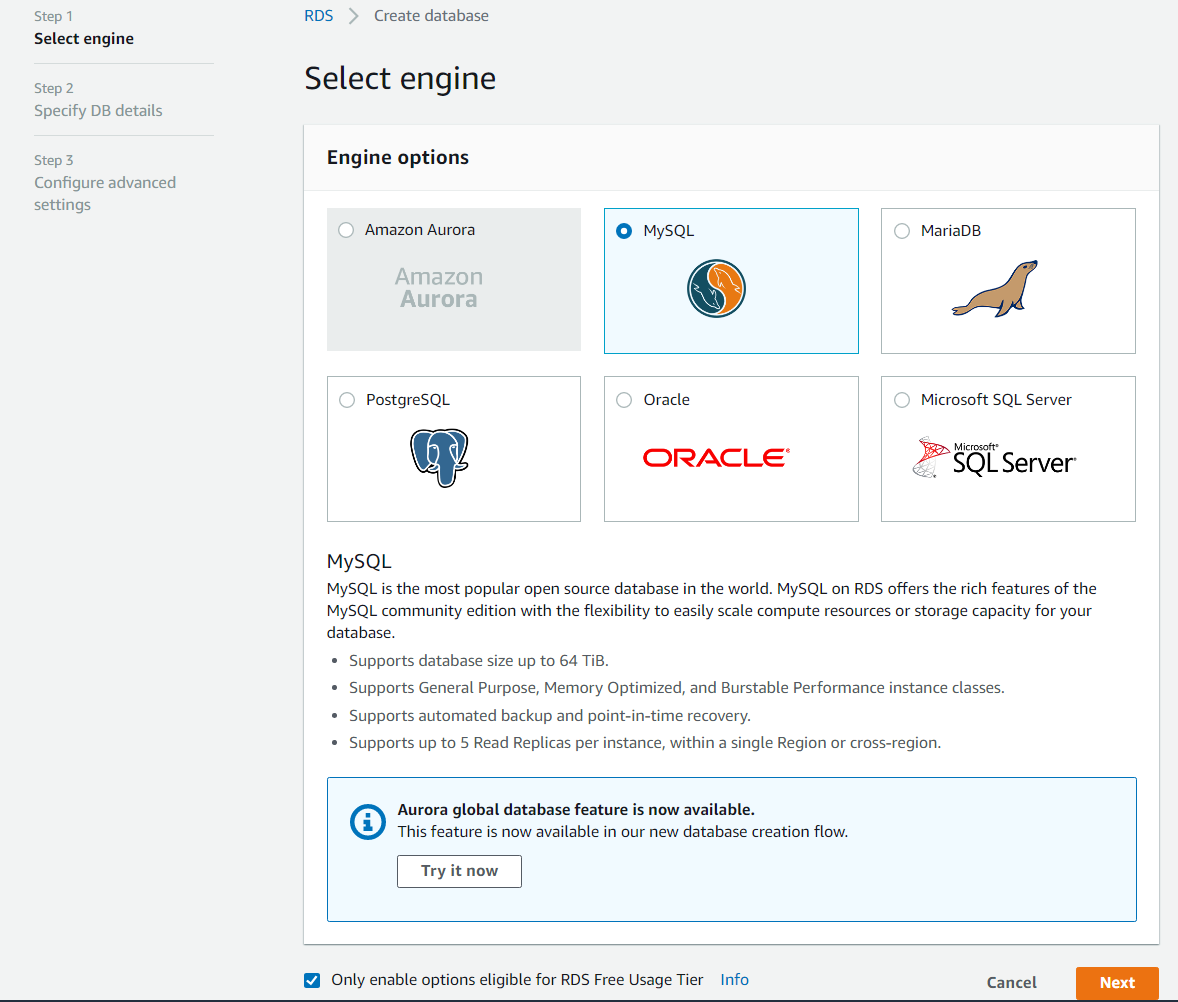 Step 1
Select engine
Step 2
Specify DB details
Step 3
Configure advanced
settings
RDS > Create database
Select engine
Engine options
Amazon Aurora
Amazon
Aurora
MySQL
MariaDB
PostgreSQL
Oracle
ORACLE®
Microsoft SQL Server
Microsoft®
SQL Server®
MySQL
MySQL is the most popular open source database in the world. MySQL on RDS offers the rich features of the
MySQL community edition with the flexibility to easily scale compute resources or storage capacity for your
database.
• Supports database size up to 64 TiB.
• Supports General Purpose, Memory Optimized, and Burstable Performance instance classes.
• Supports automated backup and point-in-time recovery.
• Supports up to 5 Read Replicas per instance, within a single Region or cross-region.
Aurora global database feature is now available.
This feature is now available in our new database creation flow.
Try it now
Only enable options eligible for RDS Free Usage Tier Info
Cancel Next